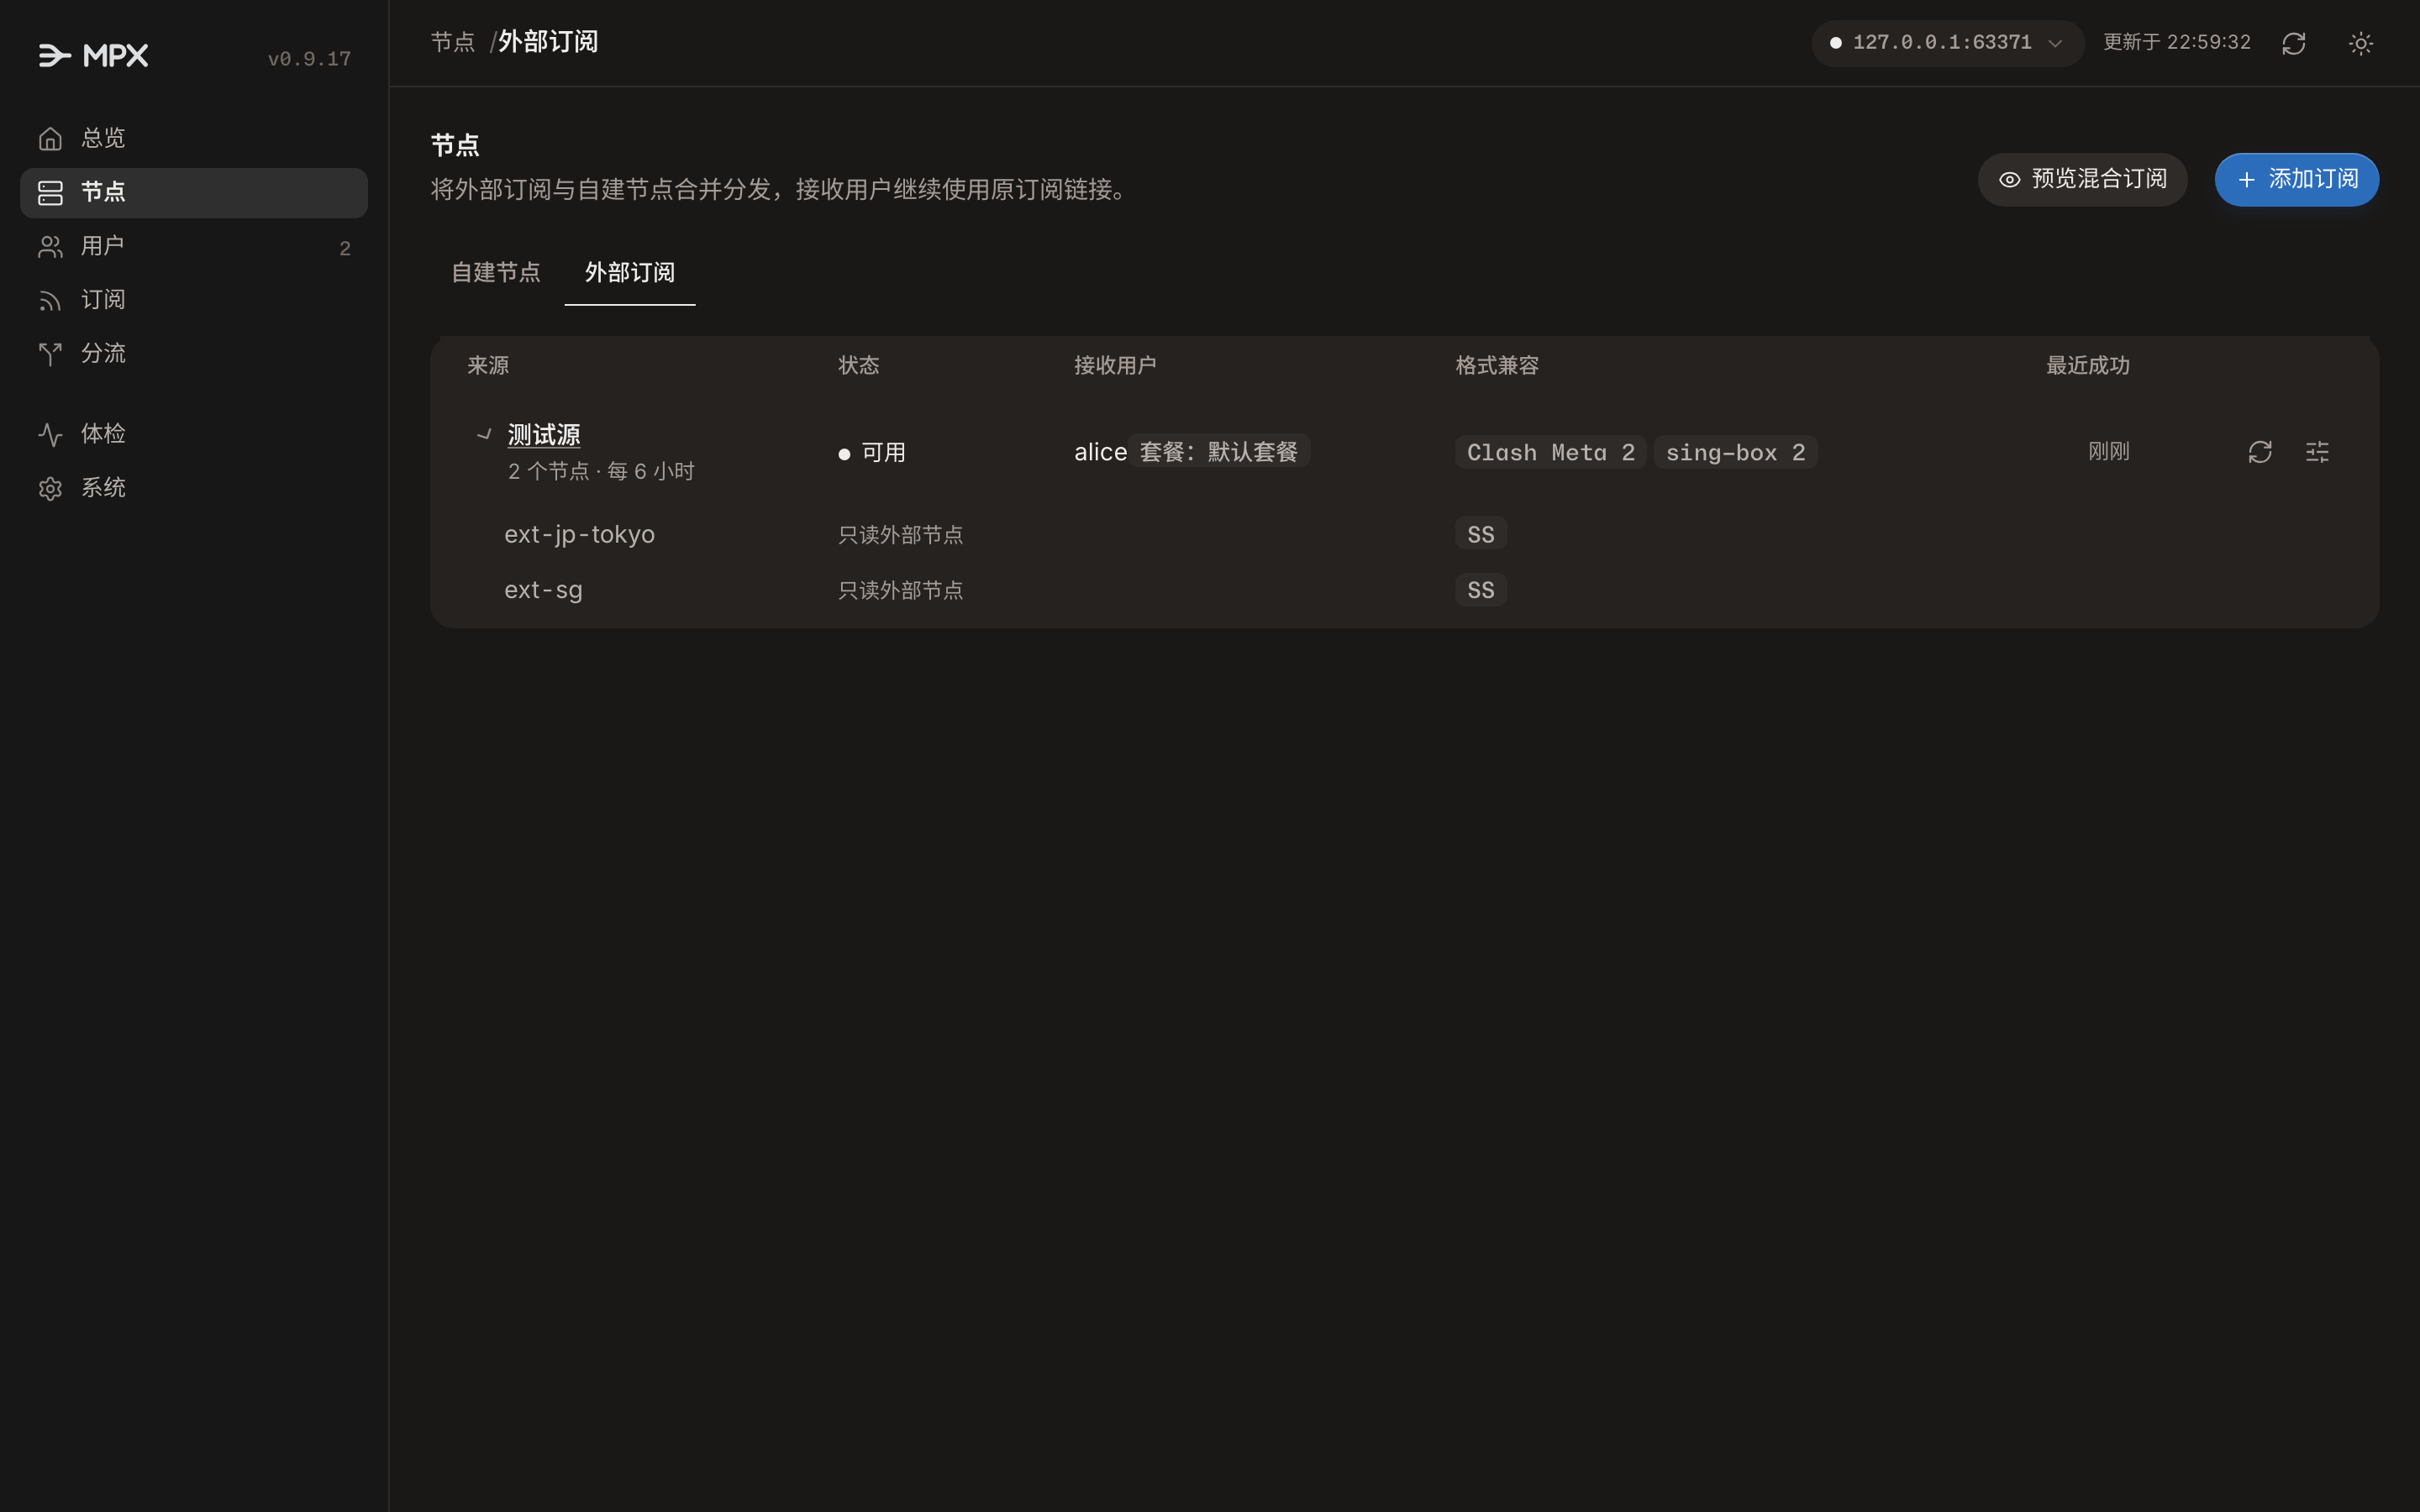 MPX v0.9.17
总览
节点
用户 2
订阅
分流
体检
系统
节点 /外部订阅
127.0.0.1:63371 更新于 22:59:32
节点
将外部订阅与自建节点合并分发，接收用户继续使用原订阅链接。
预览混合订阅 添加订阅
自建节点 外部订阅
来源 状态 接收用户 格式兼容 最近成功
测试源
2 个节点 · 每 6 小时
可用 alice 套餐：默认套餐 Clash Meta 2 sing-box 2 刚刚
ext-jp-tokyo 只读外部节点 SS
ext-sg 只读外部节点 SS